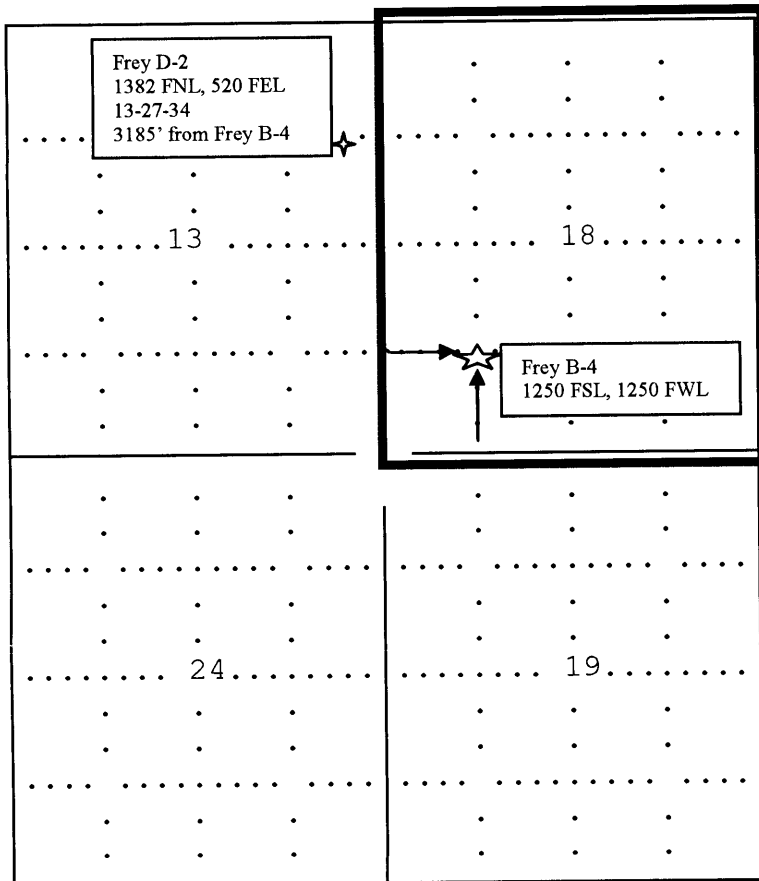 Frey D-2
1382 FNL, 520 FEL
13-27-34
3185' from Frey B-4
13
18
Frey B-4
1250 FSL, 1250 FWL
24
19